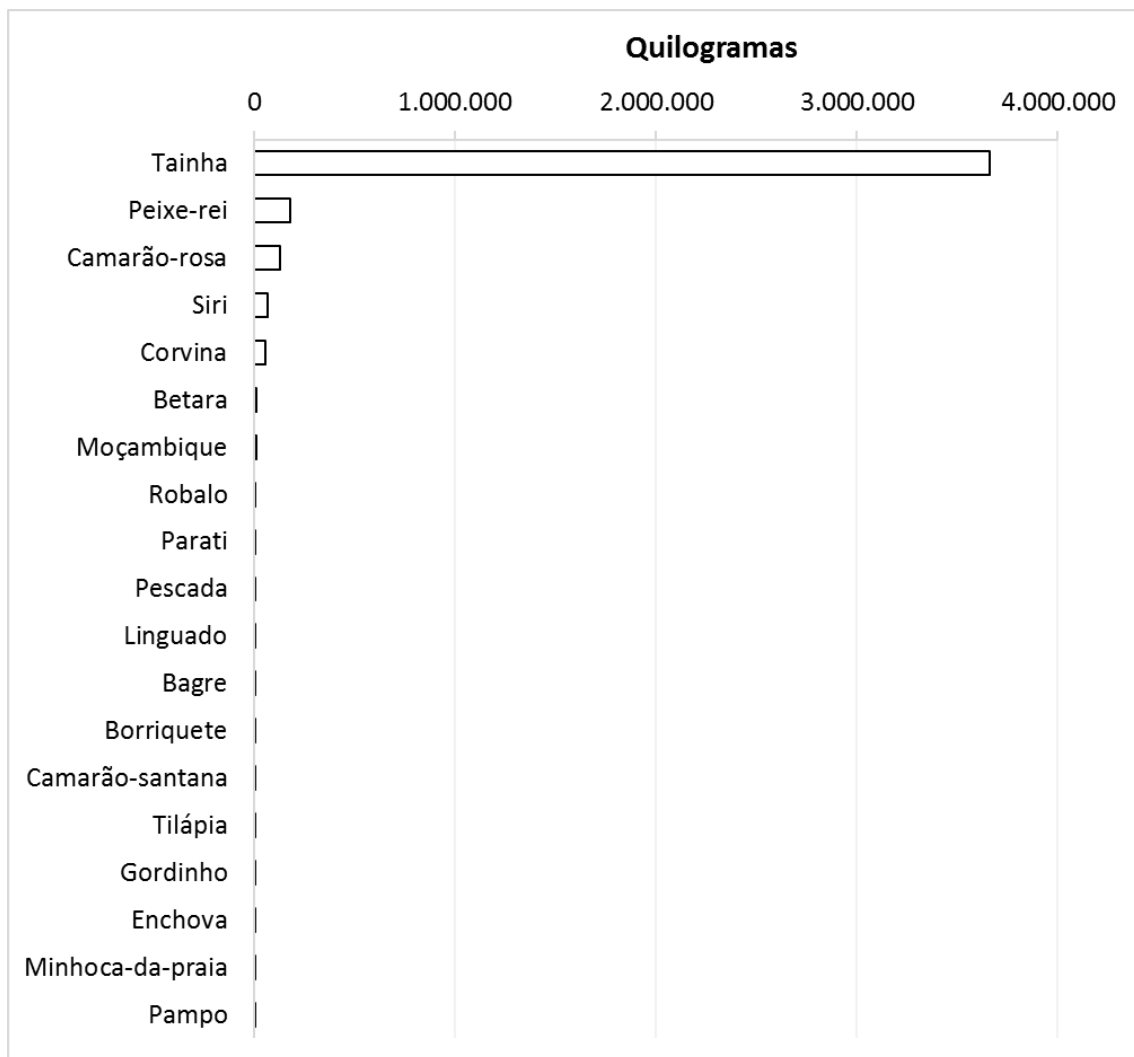 Quilogramas
0 1.000.000 2.000.000 3.000.000 4.000.000
Tainha
Peixe-rei
Camarão-rosa
Siri
Corvina
Betara
Moçambique
Robalo
Parati
Pescada
Linguado
Bagre
Borriquete
Camarão-santana
Tilápia
Gordinho
Enchova
Minhoca-da-praia
Pampo